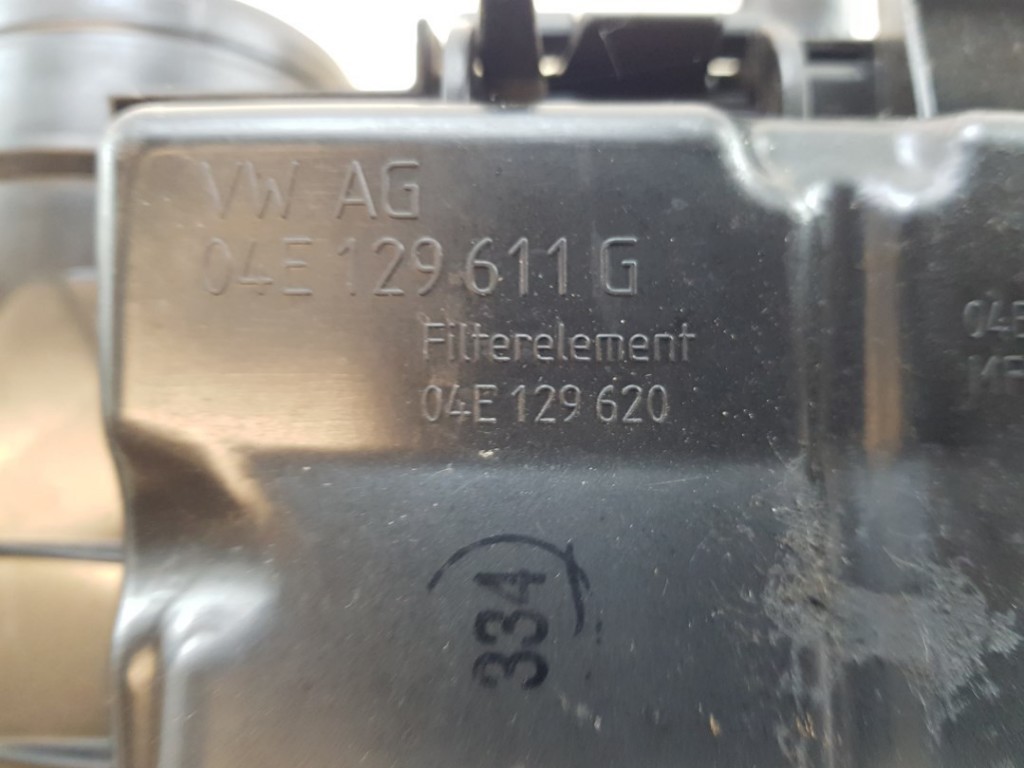 VW AG
04E 129 611 G
Filterelement
04E 129 620
334